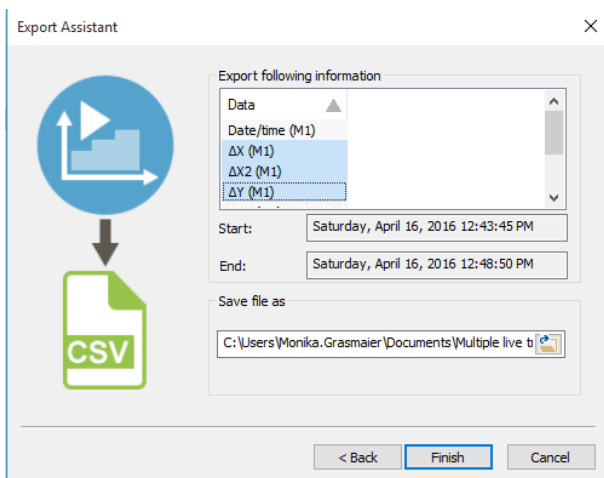 Export Assistant
Export following information
Data
Date/time (M1)
ΔX (M1)
ΔX2 (M1)
ΔY (M1)
Start: Saturday, April 16, 2016 12:43:45 PM
End: Saturday, April 16, 2016 12:48:50 PM
Save file as
C:\Users\Monika.Grasmaier\Documents\Multiple live
CSV
< Back Finish Cancel